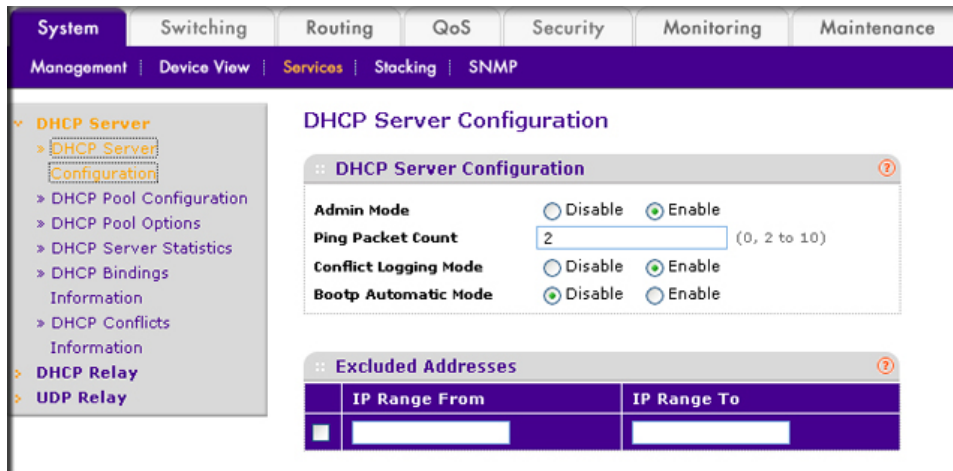 System Switching Routing QoS Security Monitoring Maintenance
Management | Device View | Services | Stacking | SNMP
DHCP Server
» DHCP Server
Configuration
» DHCP Pool Configuration
» DHCP Pool Options
» DHCP Server Statistics
» DHCP Bindings
Information
» DHCP Conflicts
Information
DHCP Relay
UDP Relay
DHCP Server Configuration
:: DHCP Server Configuration ?
Admin Mode Disable Enable
Ping Packet Count 2 (0, 2 to 10)
Conflict Logging Mode Disable Enable
Bootp Automatic Mode Disable Enable
:: Excluded Addresses ?
IP Range From IP Range To